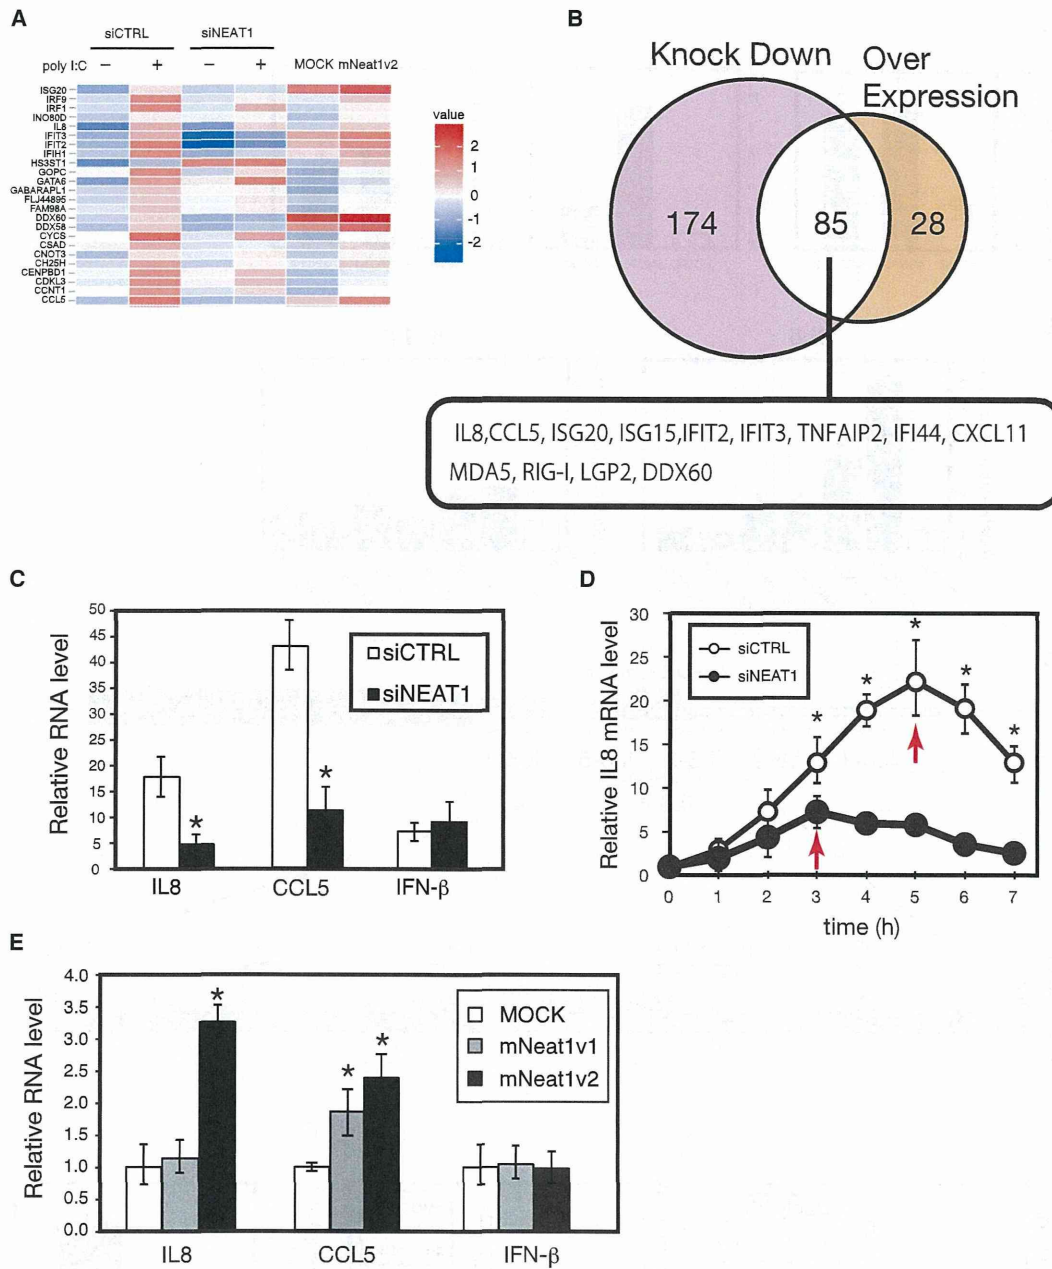 A
siCTRL siNEAT1
poly I:C − + − + MOCK mNeat1v2
ISG20
IRF9
IRF1
INO80D
IL8
IFIT3
IFIT2
IFIH1
HS3ST1
GOPC
GATA6
GABARAPL1
FLJ44895
FAM98A
DDX60
DDX58
CYCS
CSAD
CNOT3
CH25H
CENPBD1
CDKL3
CCNT1
CCL5
value
2
1
0
-1
-2
B
Knock Down
Over
Expression
174 85 28
IL8,CCL5, ISG20, ISG15,IFIT2, IFIT3, TNFAIP2, IFI44, CXCL11
MDA5, RIG-I, LGP2, DDX60
C
Relative RNA level
50
45
40
35
30
25
20
15
10
5
0
siCTRL
siNEAT1
* *
IL8 CCL5 IFN-β
D
Relative IL8 mRNA level
30
25
20
15
10
5
0
siCTRL
siNEAT1
* * * * *
0 1 2 3 4 5 6 7
time (h)
E
Relative RNA level
4.0
3.5
3.0
2.5
2.0
1.5
1.0
0.5
0.0
MOCK
mNeat1v1
mNeat1v2
* * *
IL8 CCL5 IFN-β